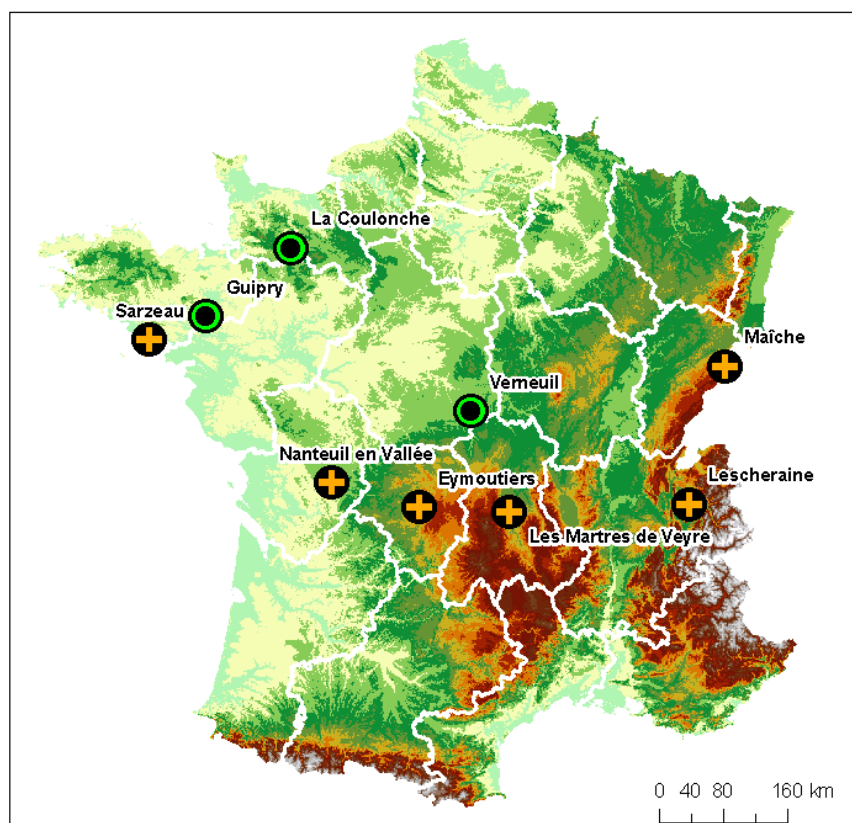 La Coulonche
Guipry
Sarzeau
Maîche
Verneuil
Nanteuil en Vallée
Eymoutiers
Lescheraine
Les Martres de Veyre
0 40 80 160 km